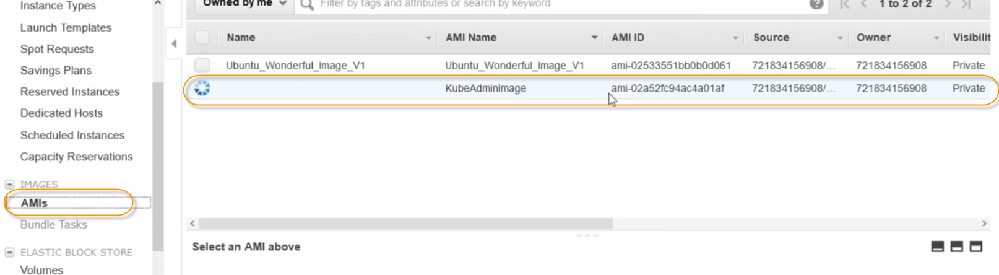 Instance Types
Launch Templates
Spot Requests
Savings Plans
Reserved Instances
Dedicated Hosts
Scheduled Instances
Capacity Reservations
IMAGES
AMIs
Bundle Tasks
ELASTIC BLOCK STORE
Volumes
Owned by me Filter by tags and attributes or search by keyword 1 to 2 of 2
Name AMI Name AMI ID Source Owner Visibilit
Ubuntu_Wonderful_Image_V1 Ubuntu_Wonderful_Image_V1 ami-02533551bb0b0d061 721834156908/... 721834156908 Private
KubeAdminImage ami-02a52fc94ac4a01af 721834156908/... 721834156908 Private
Select an AMI above